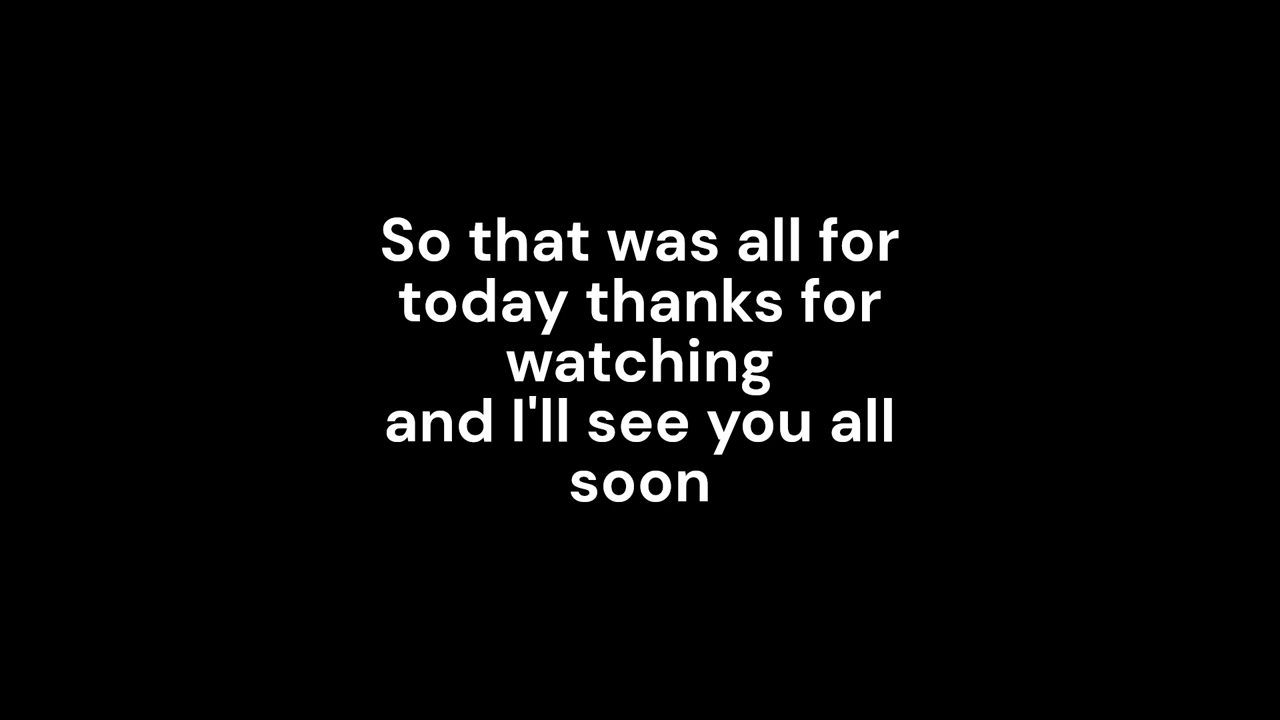 So that was all for
today thanks for
watching
and I'll see you all
soon